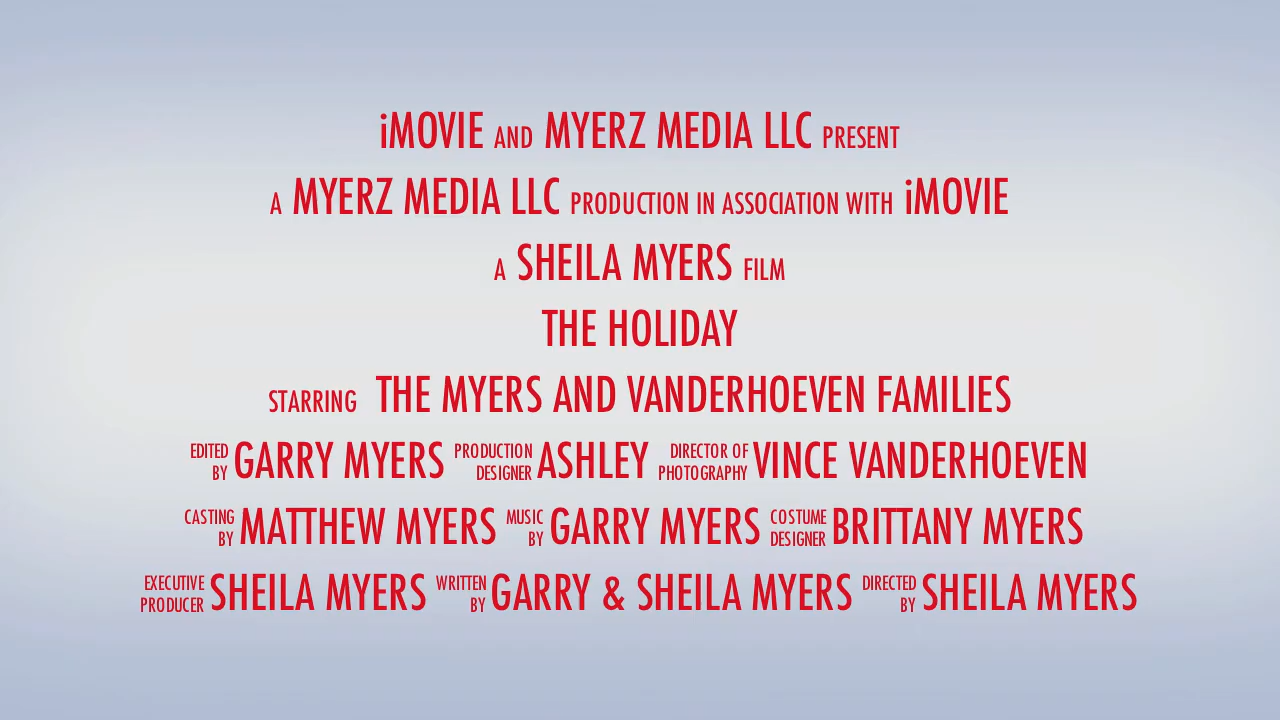 iMOVIE AND MYERZ MEDIA LLC PRESENT
A MYERZ MEDIA LLC PRODUCTION IN ASSOCIATION WITH iMOVIE
A SHEILA MYERS FILM
THE HOLIDAY
STARRING THE MYERS AND VANDERHOEVEN FAMILIES
EDITED BY GARRY MYERS PRODUCTION DESIGNER ASHLEY DIRECTOR OF PHOTOGRAPHY VINCE VANDERHOEVEN
CASTING BY MATTHEW MYERS MUSIC BY GARRY MYERS COSTUME DESIGNER BRITTANY MYERS
EXECUTIVE PRODUCER SHEILA MYERS WRITTEN BY GARRY & SHEILA MYERS DIRECTED BY SHEILA MYERS